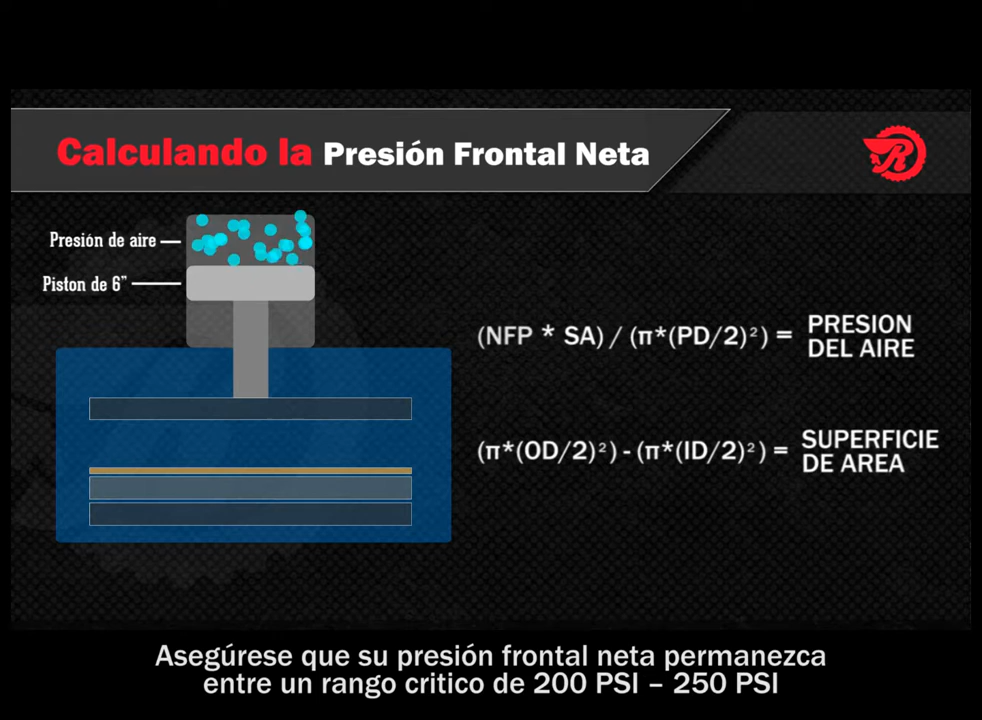 Calculando la Presión Frontal Neta
R
Presión de aire
Piston de 6”
(NFP * SA) / (π*(PD/2)²) = PRESION
DEL AIRE
(π*(OD/2)²) - (π*(ID/2)²) = SUPERFICIE
DE AREA
Asegúrese que su presión frontal neta permanezca
entre un rango critico de 200 PSI – 250 PSI